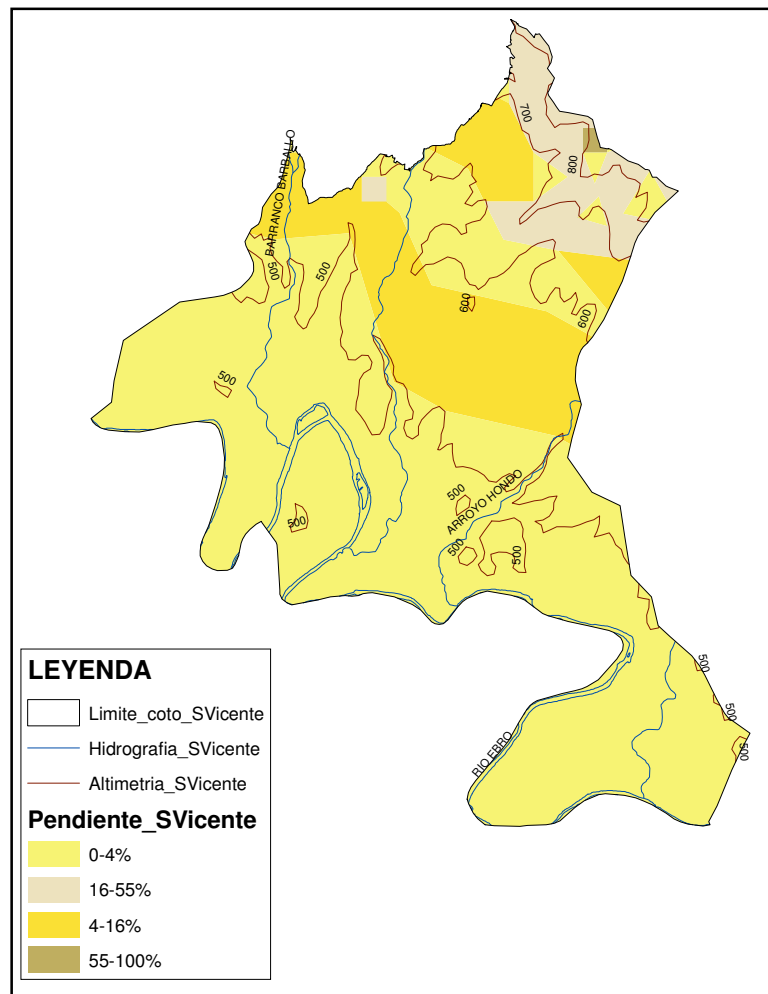 700
800
BARRANCO BARBALLO
500
500
600
600
500
500
ARROYO HONDO
500
500
500
500
500
500
RIO EBRO
LEYENDA
Limite_coto_SVicente
Hidrografia_SVicente
Altimetria_SVicente
Pendiente_SVicente
0-4%
16-55%
4-16%
55-100%